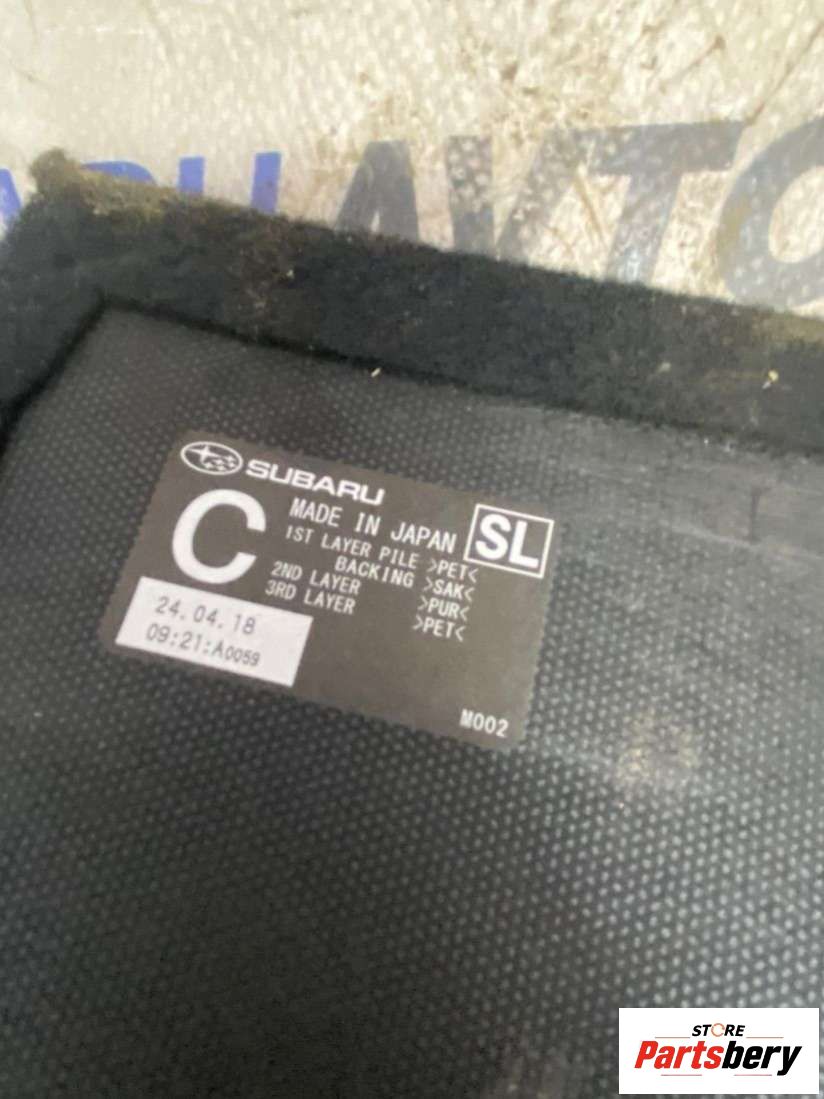 АВТО
SUBARU
C
MADE IN JAPAN
SL
1ST LAYER PILE >PET<
BACKING >SAK<
2ND LAYER >PUR<
3RD LAYER >PET<
24.04.18
09:21:A0059
M002
STORE
Partsbery